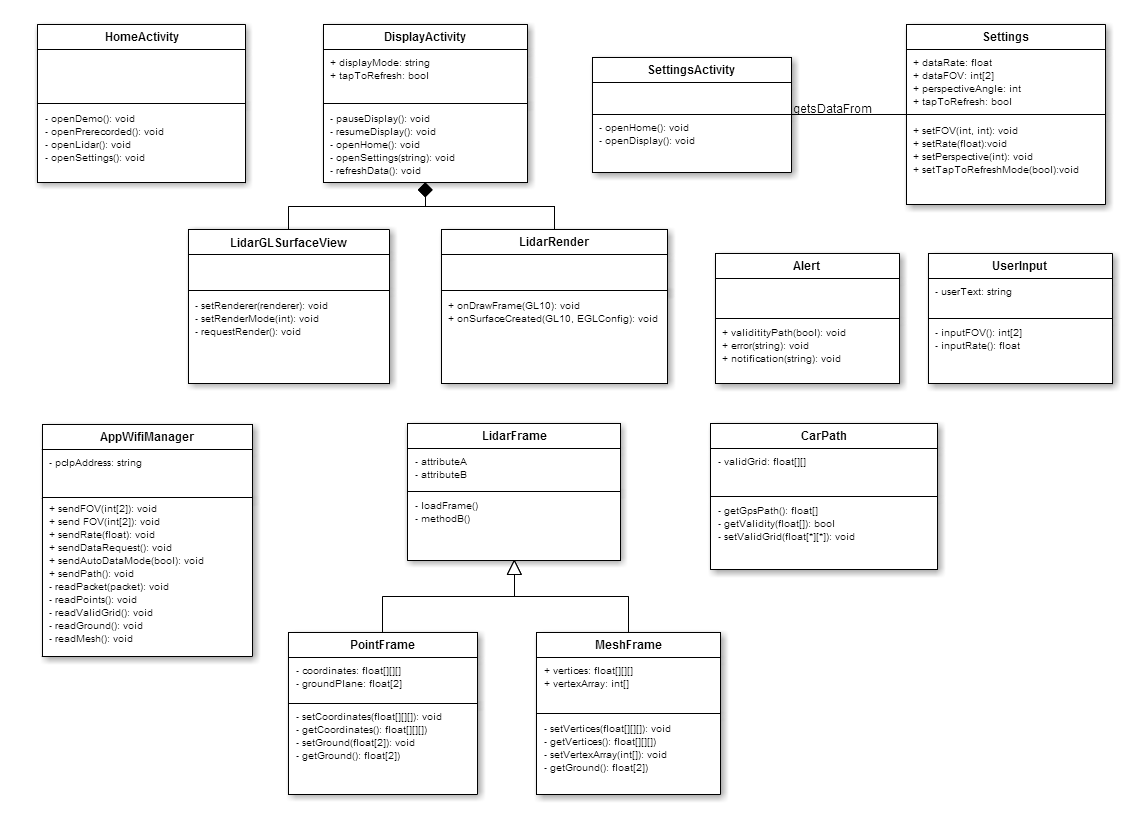 HomeActivity
- openDemo(): void
- openPrerecorded(): void
- openLidar(): void
- openSettings(): void
DisplayActivity
+ displayMode: string
+ tapToRefresh: bool
- pauseDisplay(): void
- resumeDisplay(): void
- openHome(): void
- openSettings(string): void
- refreshData(): void
SettingsActivity
- openHome(): void
- openDisplay(): void
getsDataFrom
Settings
+ dataRate: float
+ dataFOV: int[2]
+ perspectiveAngle: int
+ tapToRefresh: bool
+ setFOV(int, int): void
+ setRate(float):void
+ setPerspective(int): void
+ setTapToRefreshMode(bool):void
LidarGLSurfaceView
- setRenderer(renderer): void
- setRenderMode(int): void
- requestRender(): void
LidarRender
+ onDrawFrame(GL10): void
+ onSurfaceCreated(GL10, EGLConfig): void
Alert
+ validitityPath(bool): void
+ error(string): void
+ notification(string): void
UserInput
- userText: string
- inputFOV(): int[2]
- inputRate(): float
AppWifiManager
- pcIpAddress: string
+ sendFOV(int[2]): void
+ send FOV(int[2]): void
+ sendRate(float): void
+ sendDataRequest(): void
+ sendAutoDataMode(bool): void
+ sendPath(): void
- readPacket(packet): void
- readPoints(): void
- readValidGrid(): void
- readGround(): void
- readMesh(): void
LidarFrame
- attributeA
- attributeB
- loadFrame()
- methodB()
CarPath
- validGrid: float[][]
- getGpsPath(): float[]
- getValidity(float[]): bool
- setValidGrid(float[*][*]): void
PointFrame
- coordinates: float[][][]
- groundPlane: float[2]
- setCoordinates(float[][][]): void
- getCoordinates(): float[][][])
- setGround(float[2]): void
- getGround(): float[2])
MeshFrame
+ vertices: float[][][]
+ vertexArray: int[]
- setVertices(float[][][]): void
- getVertices(): float[][][])
- setVertexArray(int[]): void
- getGround(): float[2])